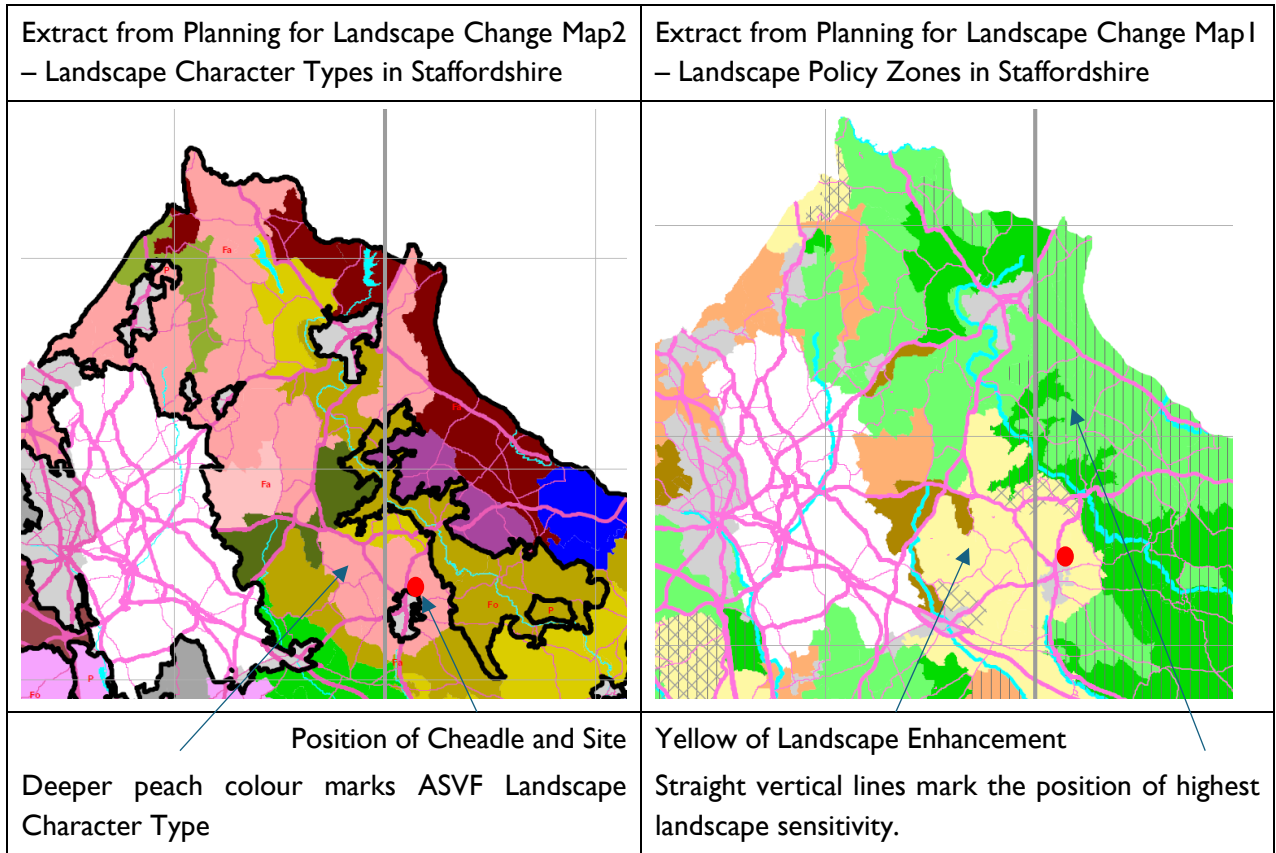 Extract from Planning for Landscape Change Map2
– Landscape Character Types in Staffordshire
Extract from Planning for Landscape Change Map1
– Landscape Policy Zones in Staffordshire
Fa
P
Fa
Fa
Fa
Fo
P
Fa
P
Fo
Position of Cheadle and Site
Deeper peach colour marks ASVF Landscape
Character Type
Yellow of Landscape Enhancement
Straight vertical lines mark the position of highest
landscape sensitivity.